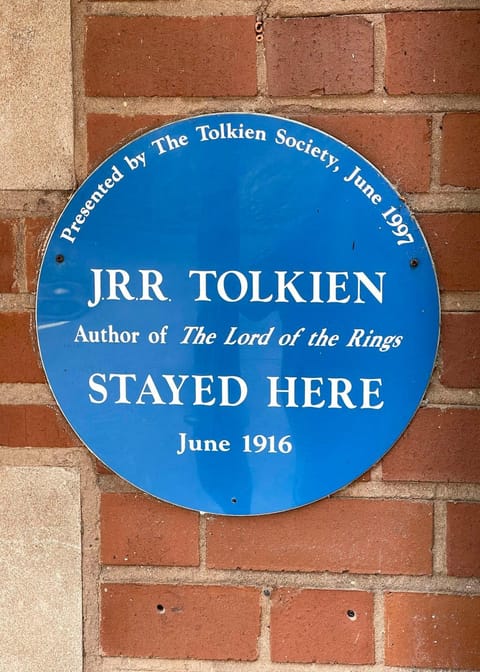 Presented by The Tolkien Society, June 1997
J.R.R. TOLKIEN
Author of The Lord of the Rings
STAYED HERE
June 1916